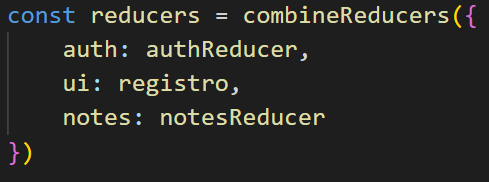 const reducers = combineReducers({
    auth: authReducer,
    ui: registro,
    notes: notesReducer
})